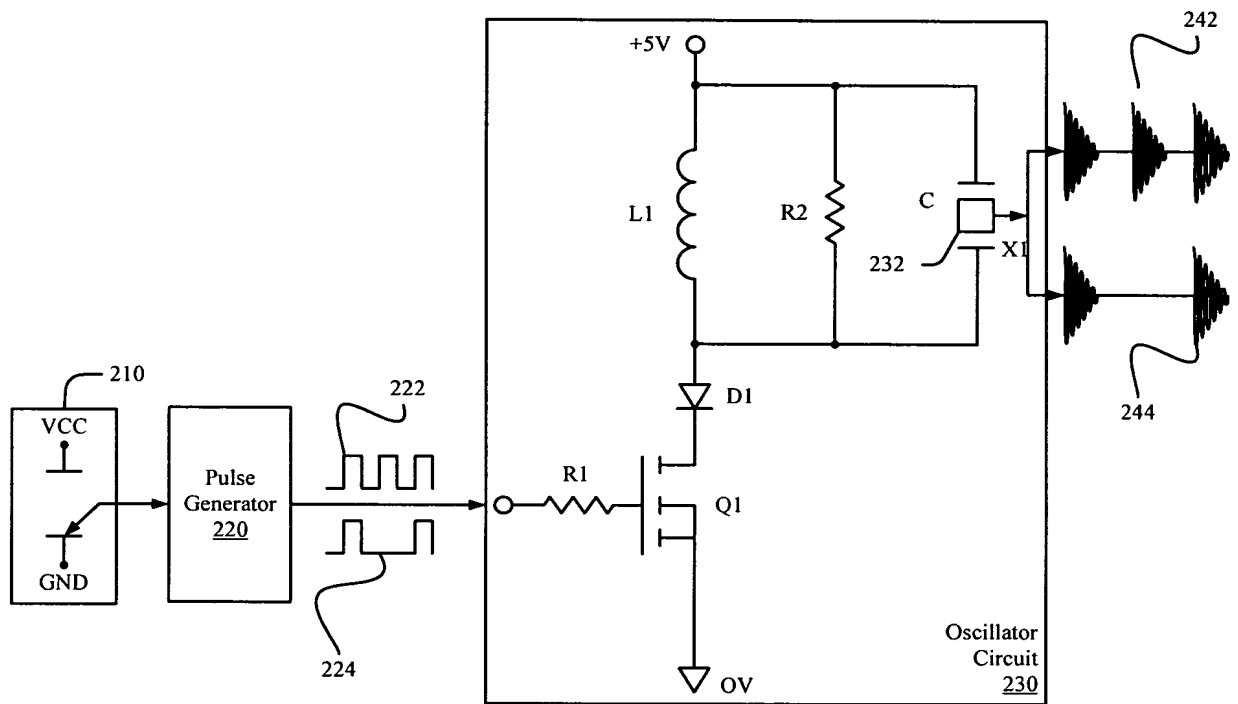 242
+5V
L1
R2
C
232
X1
244
D1
210
VCC
GND
Pulse
Generator
220
222
224
R1
Q1
OV
Oscillator
Circuit
230